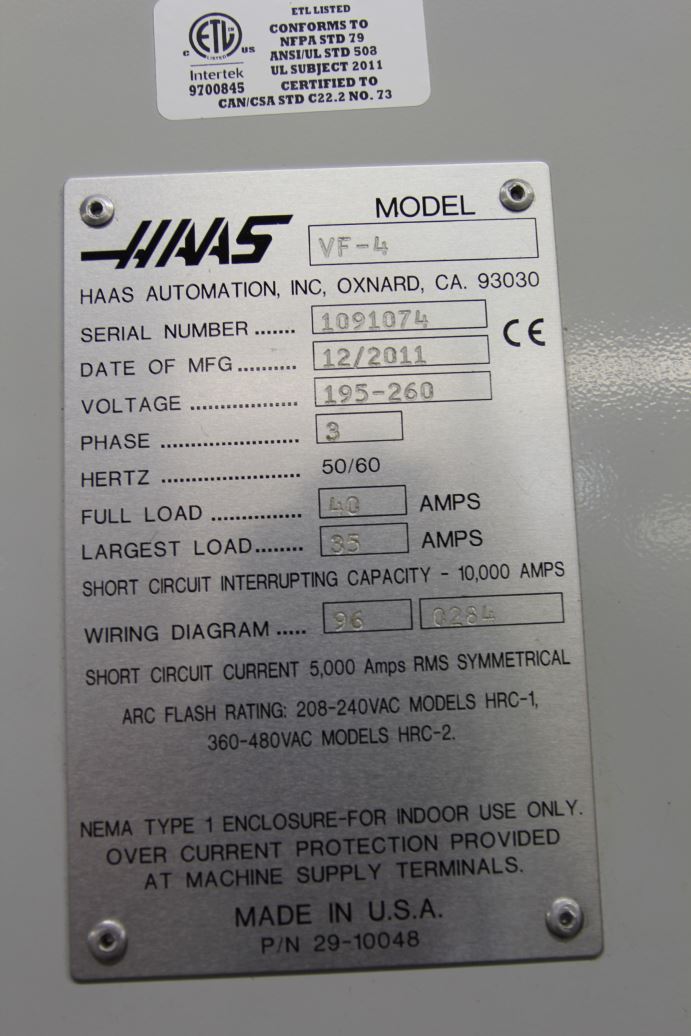 ETL LISTED
CONFORMS TO
NFPA STD 79
ANSI/UL STD 508
UL SUBJECT 2011
CERTIFIED TO
CAN/CSA STD C22.2 NO. 73
ETL
LISTED
C US
Intertek
9700845
HAAS
MODEL
VF-4
HAAS AUTOMATION, INC, OXNARD, CA. 93030
SERIAL NUMBER ....... 1091074 CE
DATE OF MFG .......... 12/2011
VOLTAGE .................... 195-260
PHASE ......................... 3
HERTZ ......................... 50/60
FULL LOAD ................ 40 AMPS
LARGEST LOAD........ 35 AMPS
SHORT CIRCUIT INTERRUPTING CAPACITY - 10,000 AMPS
WIRING DIAGRAM ..... 96 0284
SHORT CIRCUIT CURRENT 5,000 Amps RMS SYMMETRICAL
ARC FLASH RATING: 208-240VAC MODELS HRC-1,
360-480VAC MODELS HRC-2.
NEMA TYPE 1 ENCLOSURE-FOR INDOOR USE ONLY.
OVER CURRENT PROTECTION PROVIDED
AT MACHINE SUPPLY TERMINALS.
MADE IN U.S.A.
P/N 29-10048